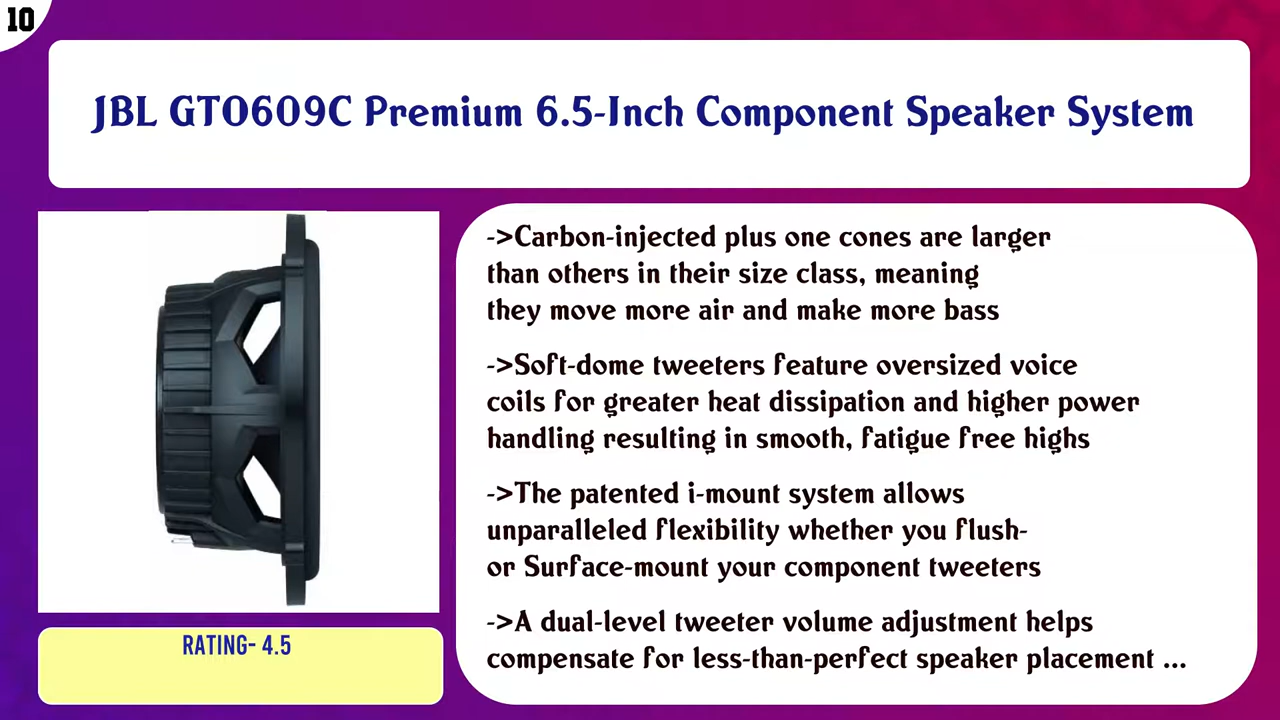 10
JBL GTO609C Premium 6.5-Inch Component Speaker System
->Carbon-injected plus one cones are larger
than others in their size class, meaning
they move more air and make more bass
->Soft-dome tweeters feature oversized voice
coils for greater heat dissipation and higher power
handling resulting in smooth, fatigue free highs
->The patented i-mount system allows
unparalleled flexibility whether you flush-
or Surface-mount your component tweeters
->A dual-level tweeter volume adjustment helps
compensate for less-than-perfect speaker placement ...
RATING- 4.5